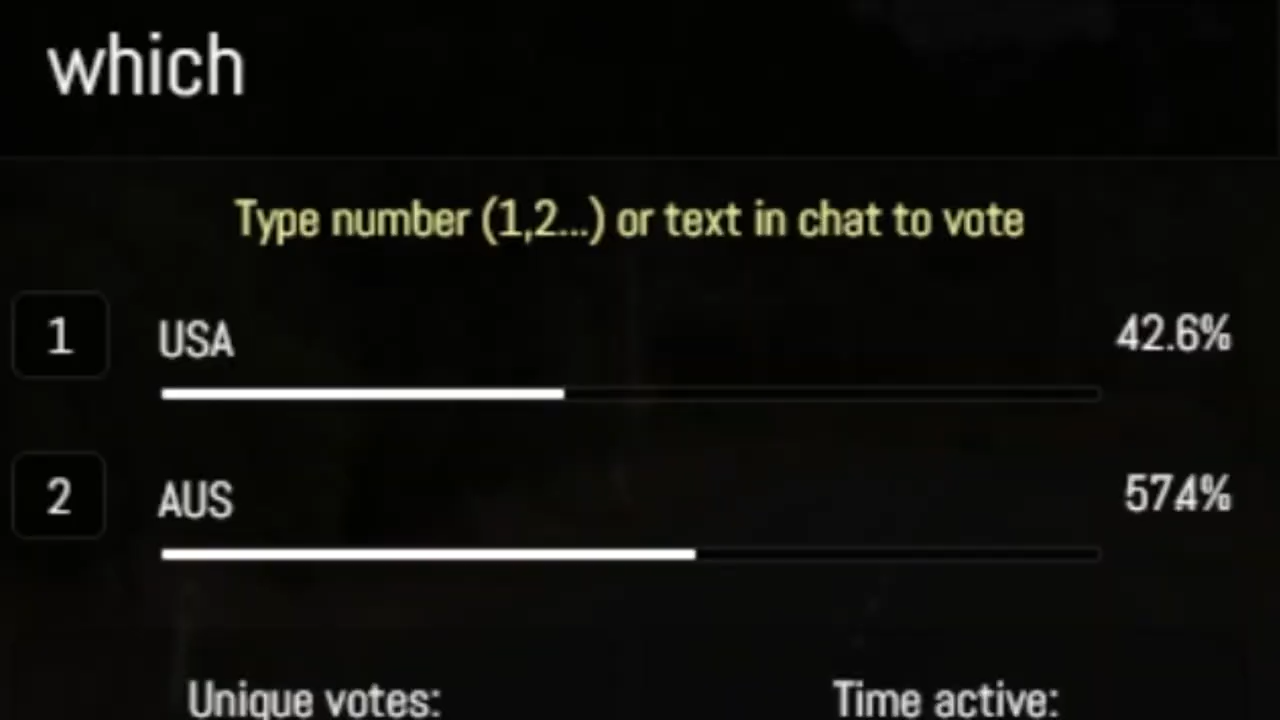 which
Type number (1,2...) or text in chat to vote
1 USA 42.6%
2 AUS 57.4%
Unique votes: Time active: